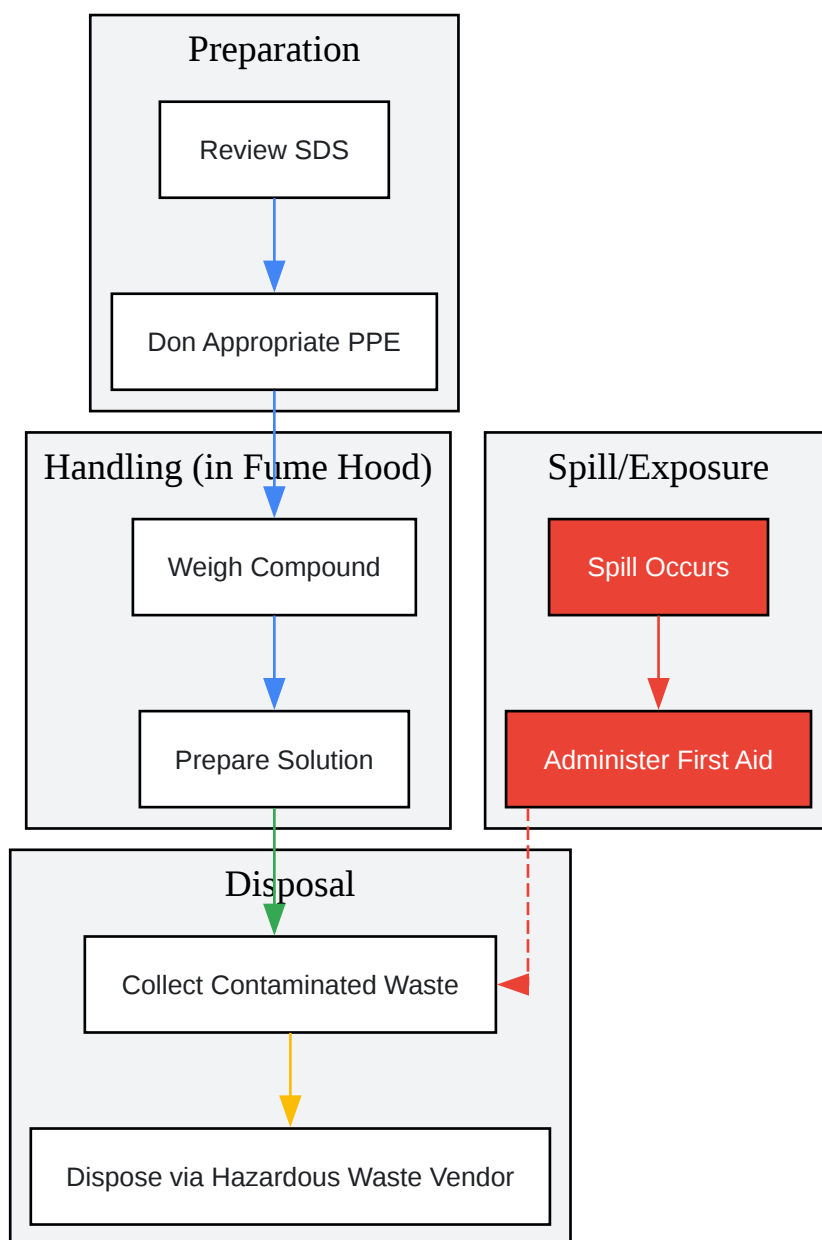 Preparation
Review SDS
Don Appropriate PPE
Handling (in Fume Hood)
Weigh Compound
Prepare Solution
Spill/Exposure
Spill Occurs
Administer First Aid
Disposal
Collect Contaminated Waste
Dispose via Hazardous Waste Vendor